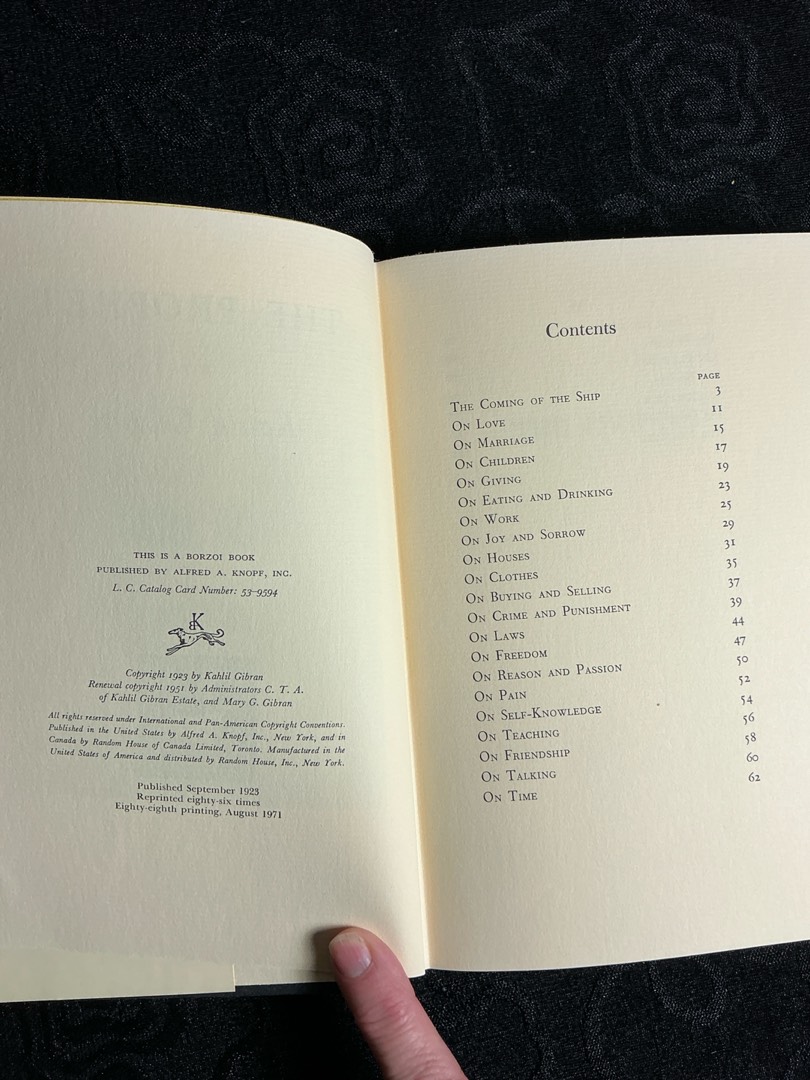 THIS IS A BORZOI BOOK
PUBLISHED BY ALFRED A. KNOPF, INC.
L. C. Catalog Card Number: 53-9594
Copyright 1923 by Kahlil Gibran
Renewal copyright 1951 by Administrators C. T. A.
of Kahlil Gibran Estate, and Mary G. Gibran
All rights reserved under International and Pan-American Copyright Conventions.
Published in the United States by Alfred A. Knopf, Inc., New York, and in
Canada by Random House of Canada Limited, Toronto. Manufactured in the
United States of America and distributed by Random House, Inc., New York.
Published September 1923
Reprinted eighty-six times
Eighty-eighth printing, August 1971
Contents
PAGE
The Coming of the Ship 3
On Love 11
On Marriage 15
On Children 17
On Giving 19
On Eating and Drinking 23
On Work 25
On Joy and Sorrow 29
On Houses 31
On Clothes 35
On Buying and Selling 37
On Crime and Punishment 39
On Laws 44
On Freedom 47
On Reason and Passion 50
On Pain 52
On Self-Knowledge 54
On Teaching 56
On Friendship 58
On Talking 60
On Time 62